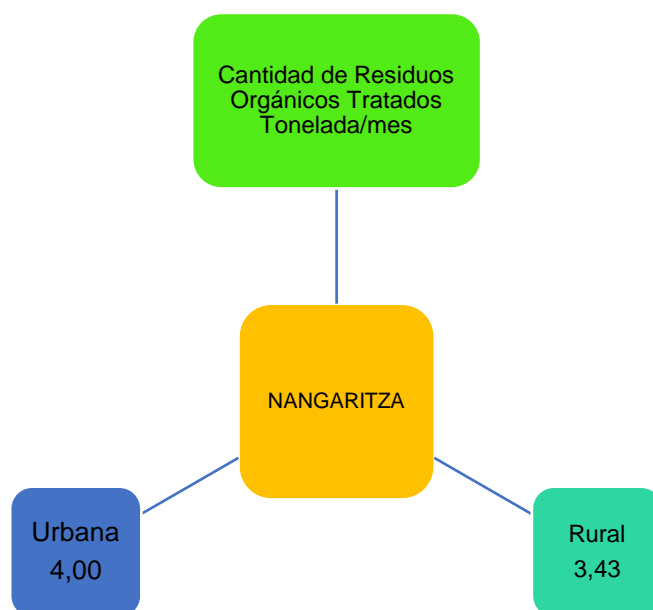 Cantidad de Residuos
Orgánicos Tratados
Tonelada/mes
NANGARITZA
Urbana
4,00
Rural
3,43